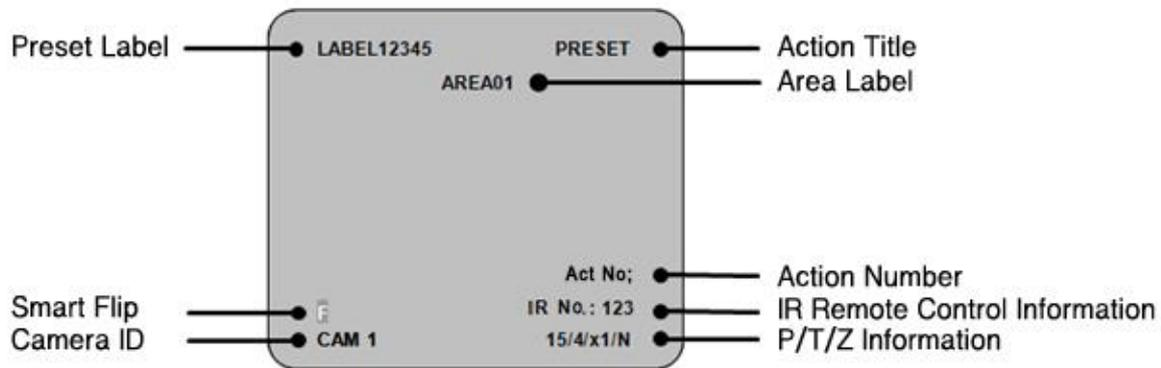 Preset Label LABEL12345 PRESET Action Title
AREA01 Area Label
Act No; Action Number
Smart Flip F IR No.: 123 IR Remote Control Information
Camera ID CAM 1 15/4/x1/N P/T/Z Information